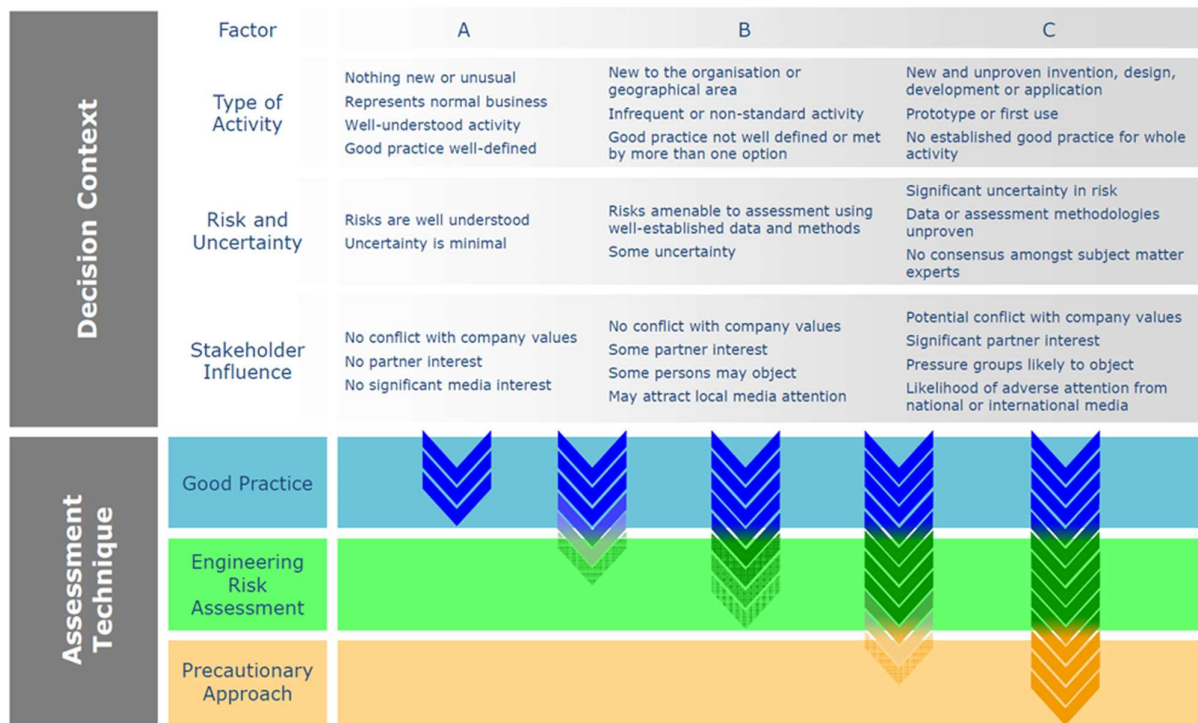 Decision Context
Factor
A
B
C
Type of
Activity
Nothing new or unusual
Represents normal business
Well-understood activity
Good practice well-defined
New to the organisation or
geographical area
Infrequent or non-standard activity
Good practice not well defined or met
by more than one option
New and unproven invention, design,
development or application
Prototype or first use
No established good practice for whole
activity
Risk and
Uncertainty
Risks are well understood
Uncertainty is minimal
Risks amenable to assessment using
well-established data and methods
Some uncertainty
Significant uncertainty in risk
Data or assessment methodologies
unproven
No consensus amongst subject matter
experts
Stakeholder
Influence
No conflict with company values
No partner interest
No significant media interest
No conflict with company values
Some partner interest
Some persons may object
May attract local media attention
Potential conflict with company values
Significant partner interest
Pressure groups likely to object
Likelihood of adverse attention from
national or international media
Assessment
Technique
Good Practice
Engineering
Risk
Assessment
Precautionary
Approach